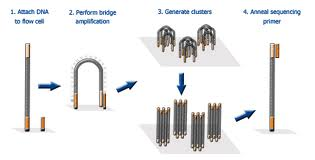 1. Attach DNA
to flow cell
2. Perform bridge
amplification
3. Generate clusters
4. Anneal sequencing
primer